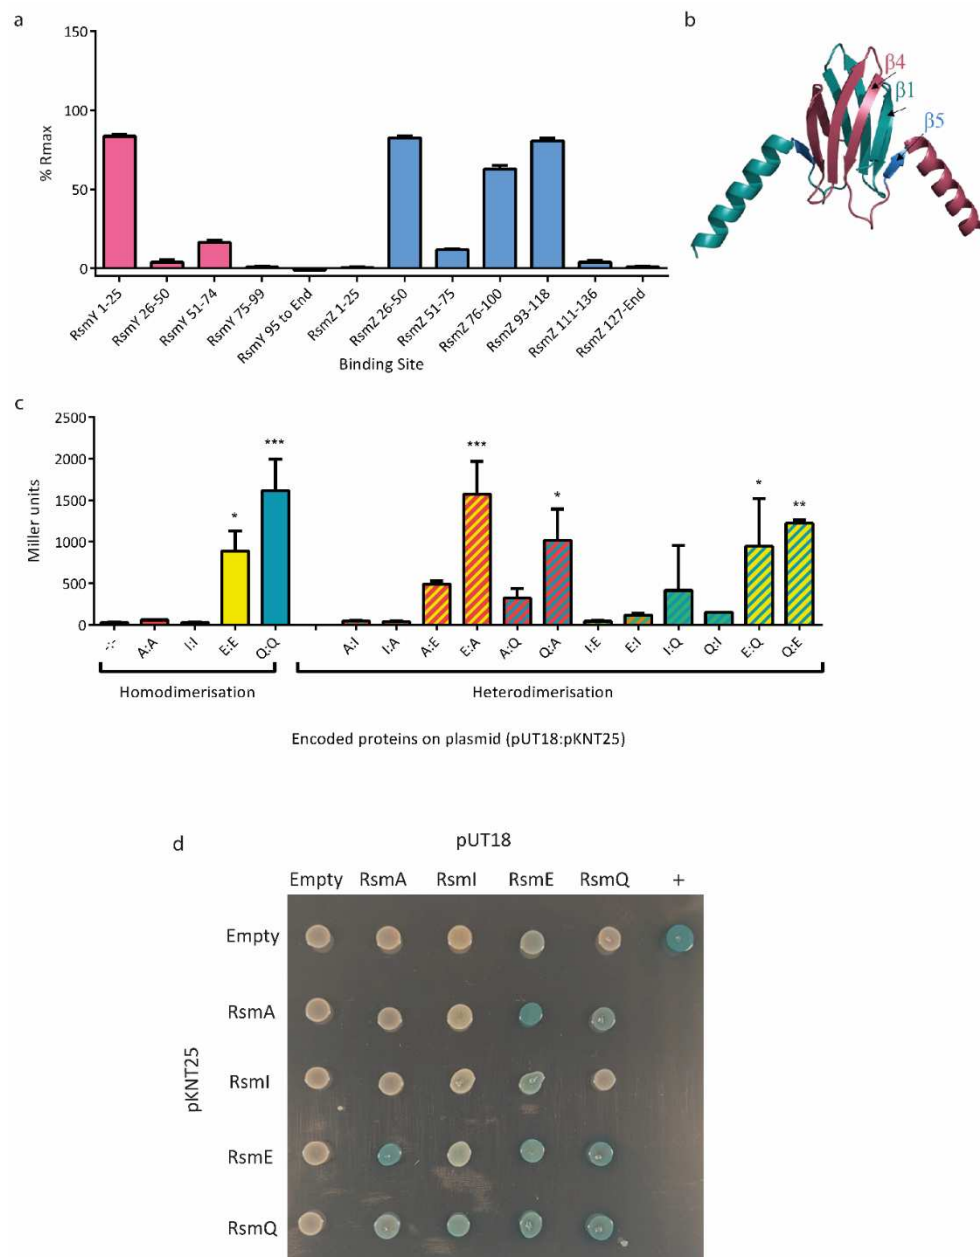 a
150
100
50
0
% Rmax
RsmY 1-25
RsmY 26-50
RsmY 51-74
RsmY 75-99
RsmY 95 to End
RsmZ 1-25
RsmZ 26-50
RsmZ 51-75
RsmZ 76-100
RsmZ 93-118
RsmZ 111-136
RsmZ 127-End
Binding Site
b
β4
β1
β5
c
2500
2000
1500
1000
500
0
Miller units
*
***
***
*
*
**
-:-
A:A
I:I
E:E
Q:Q
A:I
I:A
A:E
E:A
A:Q
Q:A
I:E
E:I
I:Q
Q:I
E:Q
Q:E
Homodimerisation
Heterodimerisation
Encoded proteins on plasmid (pUT18:pKNT25)
d
pUT18
Empty RsmA RsmI RsmE RsmQ +
pKNT25
Empty
RsmA
RsmI
RsmE
RsmQ